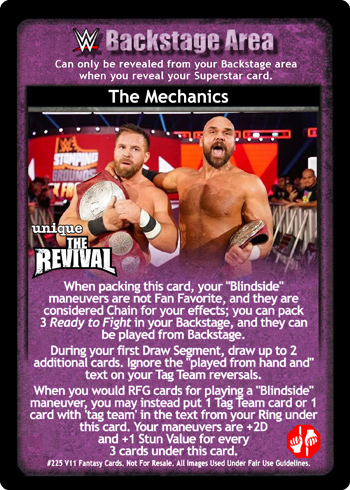 W Backstage Area
Can only be revealed from your Backstage area
when you reveal your Superstar card.
The Mechanics
STOMPING
GROUNDS
unique
THE
REVIVAL
When packing this card, your "Blindside"
maneuvers are not Fan Favorite, and they are
considered Chain for your effects; you can pack
3 Ready to Fight in your Backstage, and they can
be played from Backstage.
During your first Draw Segment, draw up to 2
additional cards. Ignore the "played from hand and"
text on your Tag Team reversals.
When you would RFG cards for playing a "Blindside"
maneuver, you may instead put 1 Tag Team card or 1
card with 'tag team' in the text from your Ring under
this card. Your maneuvers are +2D
and +1 Stun Value for every
3 cards under this card.
#225 V11 Fantasy Cards. Not For Resale. All Images Used Under Fair Use Guidelines.